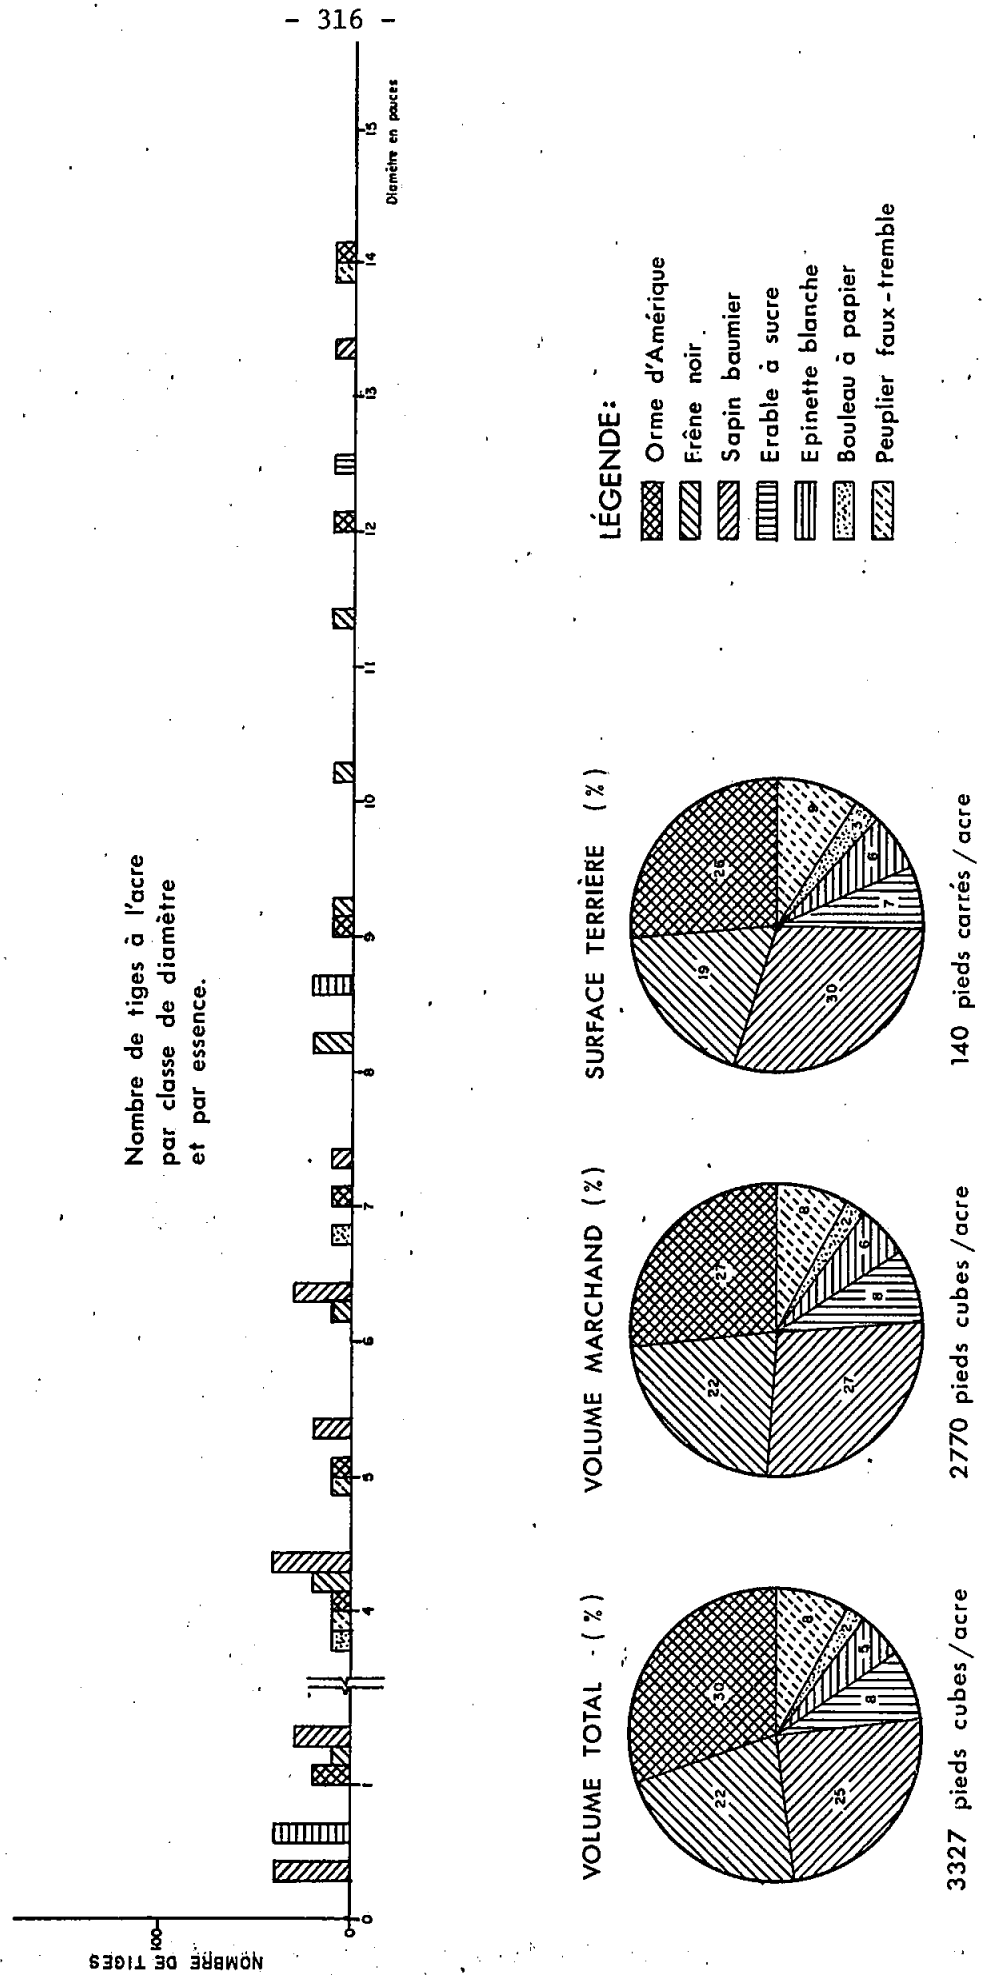 - 316 -
Nombre de tiges à l'acre
par classe de diamètre
et par essence.
NOMBRE DE TIGES
100
0
0 1 4 5 6 7 8 9 10 11 12 13 14 15
Diamètre en pouces
VOLUME TOTAL (%)
30
22
25
8
5
2
8
3327 pieds cubes/acre
VOLUME MARCHAND (%)
27
22
27
8
6
2
8
2770 pieds cubes/acre
SURFACE TERRIÈRE (%)
26
19
30
7
6
3
9
140 pieds carrés/acre
LÉGENDE:
Orme d'Amérique
Frêne noir
Sapin baumier
Erable à sucre
Epinette blanche
Bouleau à papier
Peuplier faux-tremble